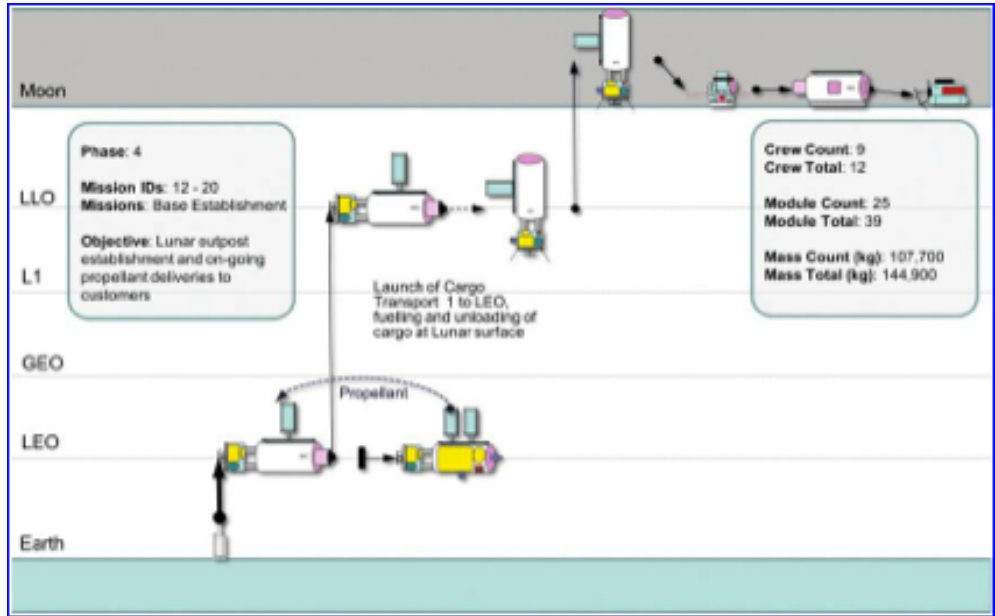 Moon
Phase: 4
Mission IDs: 12 - 20
Missions: Base Establishment
Objective: Lunar outpost
establishment and on-going
propellant deliveries to
customers
Crew Count: 9
Crew Total: 12
Module Count: 25
Module Total: 39
Mass Count (kg): 107,700
Mass Total (kg): 144,900
LLO
L1
Launch of Cargo
Transport 1 to LEO,
fuelling and unloading of
cargo at Lunar surface
GEO
Propellant
LEO
Earth